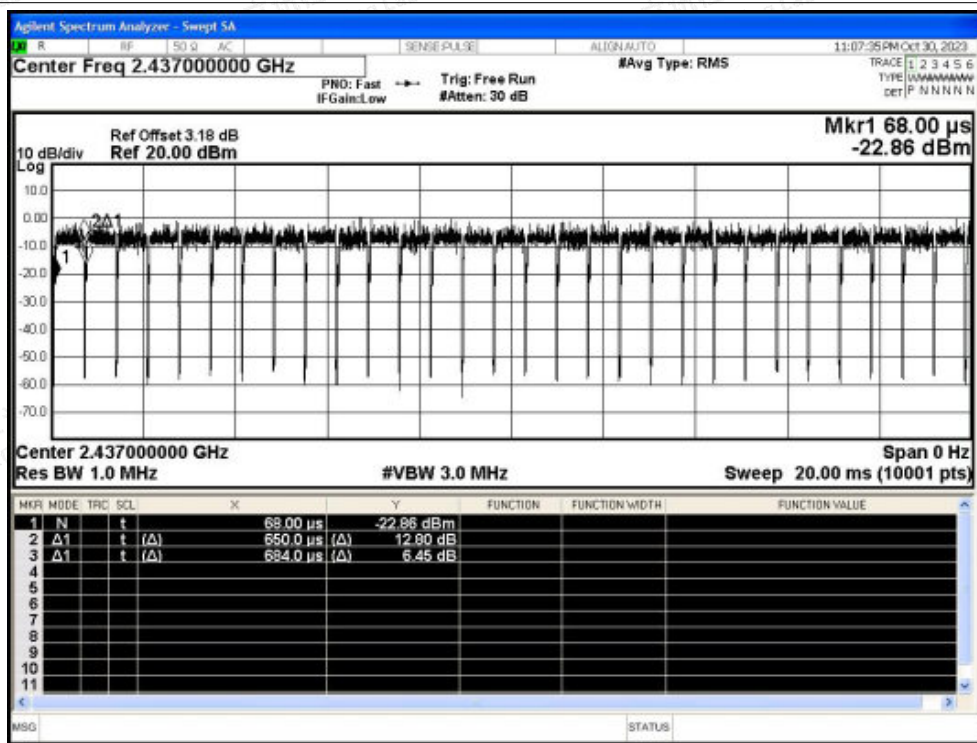 Agilent Spectrum Analyzer - Swept SA
R RF 50 Ω AC SENSE:PULSE ALIGNAUTO 11:07:35 PM Oct 30, 2023
Center Freq 2.437000000 GHz #Avg Type: RMS TRACE 1 2 3 4 5 6
PNO: Fast Trig: Free Run TYPE WWWWWW
IFGain:Low #Atten: 30 dB DET P N N N N N
Mkr1 68.00 µs
-22.86 dBm
Ref Offset 3.18 dB
10 dB/div Ref 20.00 dBm
Log
10.0
0.00
2Δ1
-10.0
1
-20.0
-30.0
-40.0
-50.0
-60.0
-70.0
Center 2.437000000 GHz Span 0 Hz
Res BW 1.0 MHz #VBW 3.0 MHz Sweep 20.00 ms (10001 pts)
MKR MODE TRC SCL X Y FUNCTION FUNCTION WIDTH FUNCTION VALUE
1 N t 68.00 µs -22.86 dBm
2 Δ1 t (Δ) 650.0 µs (Δ) 12.80 dB
3 Δ1 t (Δ) 684.0 µs (Δ) 6.45 dB
4
5
6
7
8
9
10
11
MSG STATUS